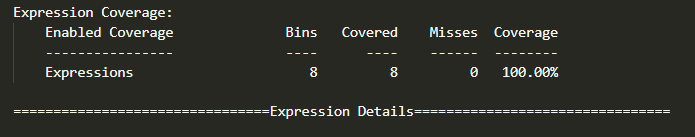 Expression Coverage:
    Enabled Coverage              Bins   Covered    Misses  Coverage
    ----------------              ----      ----    ------  --------
    Expressions                      8         8         0   100.00%
================================Expression Details================================